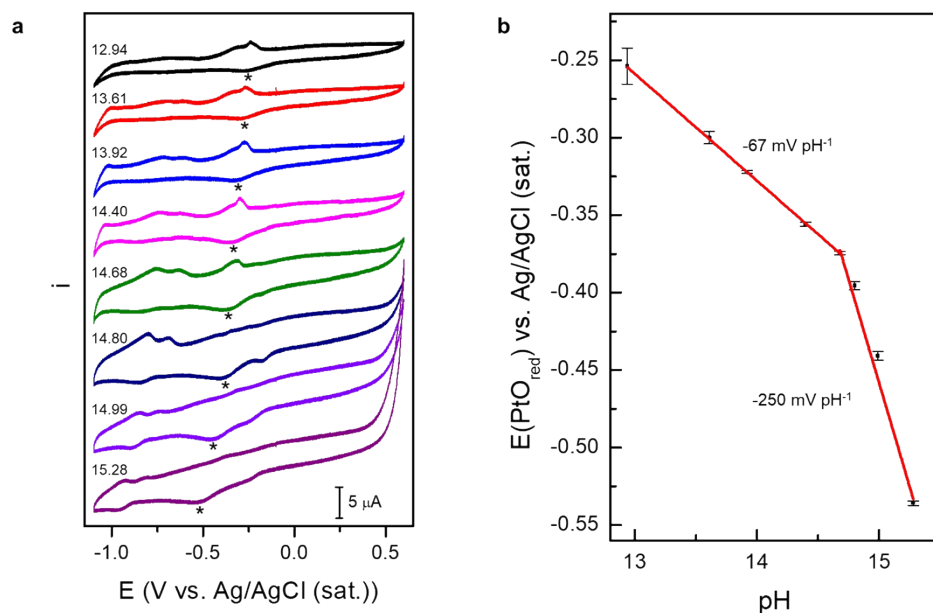 a
12.94
*
13.61
*
13.92
*
14.40
*
14.68
*
14.80
*
14.99
*
15.28
*
5 μA
i
-1.0 -0.5 0.0 0.5
E (V vs. Ag/AgCl (sat.))
b
-0.25
-0.30
-0.35
-0.40
-0.45
-0.50
-0.55
E(PtOred) vs. Ag/AgCl (sat.)
-67 mV pH⁻¹
-250 mV pH⁻¹
13 14 15
pH